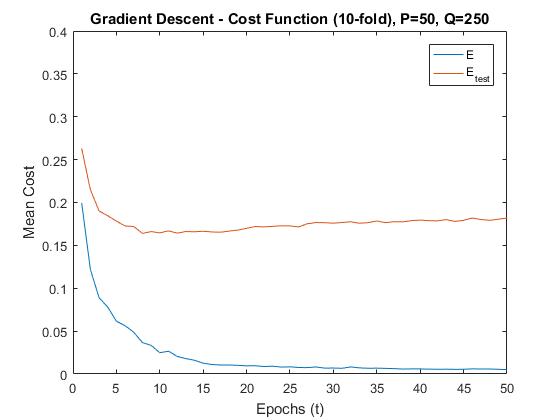 Gradient Descent - Cost Function (10-fold), P=50, Q=250
0.4
0.35
0.3
0.25
0.2
0.15
0.1
0.05
0
Mean Cost
E
E_test
0 5 10 15 20 25 30 35 40 45 50
Epochs (t)